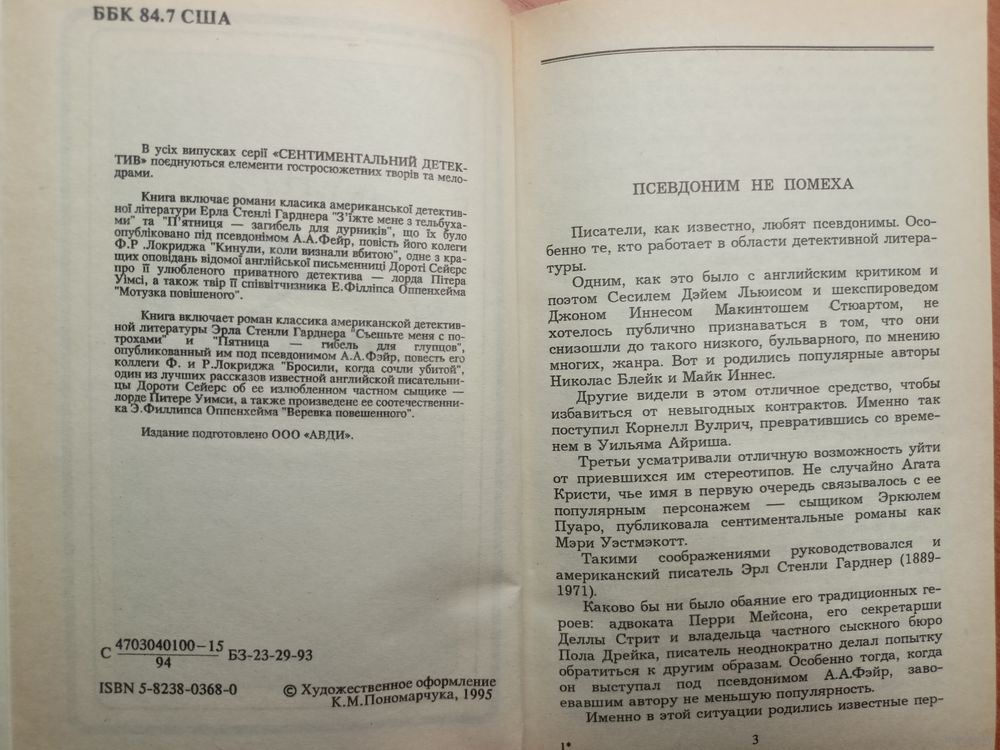 ББК 84.7 США
В усіх випусках серії «СЕНТИМЕНТАЛЬНИЙ ДЕТЕК-
ТИВ» поєднуються елементи гостросюжетних творів та мело-
драми.
Книга включає романи класика американської детектив-
ної літератури Ерла Стенлі Гарднера "З'їжте мене з тельбуха-
ми" та "П'ятниця — загибель для дурників", що їх було
опубліковано під псевдонімом А.А.Фейр, повість його колеги
Ф.Р .Локриджа "Кинули, коли визнали вбитою", одне з кра-
щих оповідань відомої англійської письменниці Дороті Сейєрс
про її улюбленого приватного детектива — лорда Пітера
Уімсі, а також твір її співвітчизника Е.Філліпса Оппенхейма
"Мотузка повішеного".
Книга включает роман классика американской детектив-
ной литературы Эрла Стенли Гарднера "Съешьте меня с по-
трохами" и "Пятница — гибель для глупцов",
опубликованный им под псевдонимом А.А.Фэйр, повесть его
коллеги Ф. и Р.Локриджа "Бросили, когда сочли убитой",
один из лучших рассказов известной английской писательни-
цы Дороти Сейерс об ее излюбленном частном сыщике —
лорде Питере Уимси, а также произведене ее соотечественни-
ка Э.Филлипса Оппенхейма "Веревка повешенного".
Издание подготовлено ООО «АВДИ».
С 4703040100–15
94
БЗ-23-29-93
ISBN 5-8238-0368-0
© Художественное оформление
К.М.Пономарчука, 1995
ПСЕВДОНИМ НЕ ПОМЕХА
Писатели, как известно, любят псевдонимы. Осо-
бенно те, кто работает в области детективной литера-
туры.
Одним, как это было с английским критиком и
поэтом Сесилем Дэйем Льюисом и шекспироведом
Джоном Иннесом Макинтошем Стюартом, не
хотелось публично признаваться в том, что они
снизошли до такого низкого, бульварного, по мнению
многих, жанра. Вот и родились популярные авторы
Николас Блейк и Майк Иннес.
Другие видели в этом отличное средство, чтобы
избавиться от невыгодных контрактов. Именно так
поступил Корнелл Вулрич, превратившись со време-
нем в Уильяма Айриша.
Третьи усматривали отличную возможность уйти
от приевшихся им стереотипов. Не случайно Агата
Кристи, чье имя в первую очередь связывалось с ее
популярным персонажем — сыщиком Эркюлем
Пуаро, публиковала сентиментальные романы как
Мэри Уэстмэкотт.
Такими соображениями руководствовался и
американский писатель Эрл Стенли Гарднер (1889-
1971).
Каково бы ни было обаяние его традиционных ге-
роев: адвоката Перри Мейсона, его секретарши
Деллы Стрит и владельца частного сыскного бюро
Пола Дрейка, писатель неоднократно делал попытку
обратиться к другим образам. Особенно тогда, когда
он выступал под псевдонимом А.А.Фэйр, заво-
евавшим автору не меньшую популярность.
Именно в этой ситуации родились известные пер-
1*
3